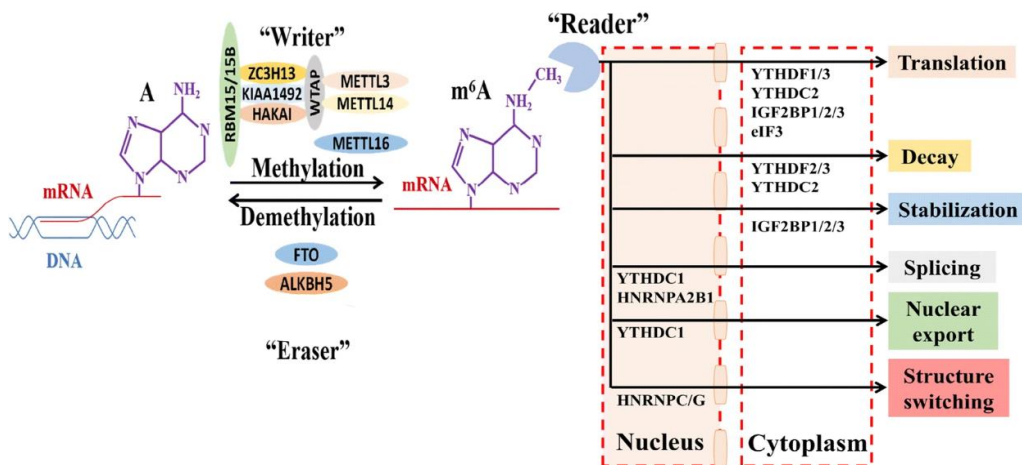 “Writer”
“Reader”
A
NH₂
N
N
N
N
mRNA
DNA
RBM15/15B
ZC3H13
KIAA1492
HAKAI
WTAP
METTL3
METTL14
METTL16
Methylation
Demethylation
FTO
ALKBH5
“Eraser”
m⁶A
CH₃
NH₂
N
N
N
N
mRNA
YTHDF1/3
YTHDC2
IGF2BP1/2/3
eIF3
Translation
YTHDF2/3
YTHDC2
Decay
IGF2BP1/2/3
Stabilization
YTHDC1
HNRNPA2B1
Splicing
YTHDC1
Nuclear
export
HNRNPC/G
Structure
switching
Nucleus
Cytoplasm